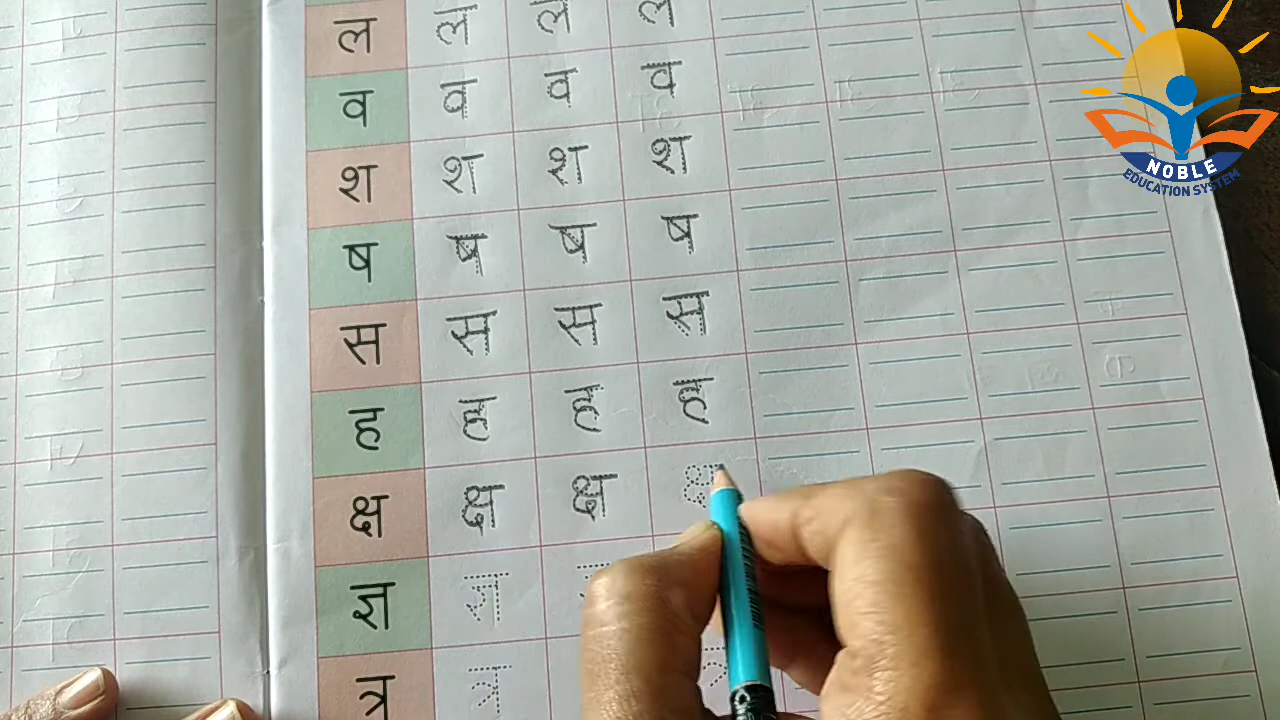 ल ल ल ल
व व व व
श श श श
ष ष ष ष
स स स स
ह ह ह ह
क्ष क्ष क्ष क्ष
ज्ञ ज्ञ
त्र त्र
NOBLE
EDUCATION SYSTEM